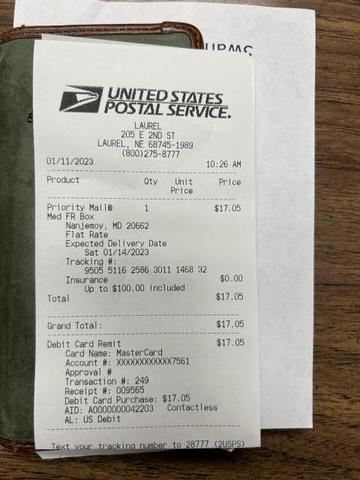 UNITED STATES
POSTAL SERVICE.
LAUREL
205 E 2ND ST
LAUREL, NE 68745-1989
(800)275-8777
01/11/2023 10:26 AM
Product Qty Unit Price
Price
Priority Mail® 1 $17.05
Med FR Box
Nanjemoy, MD 20662
Flat Rate
Expected Delivery Date
Sat 01/14/2023
Tracking #:
9505 5116 2586 3011 1468 32
Insurance $0.00
Up to $100.00 included
Total $17.05
Grand Total: $17.05
Debit Card Remit $17.05
Card Name: MasterCard
Account #: XXXXXXXXXXXX7561
Approval #
Transaction #: 249
Receipt #: 009565
Debit Card Purchase: $17.05
AID: A0000000042203 Contactless
AL: US Debit
Text your tracking number to 28777 (2USPS)